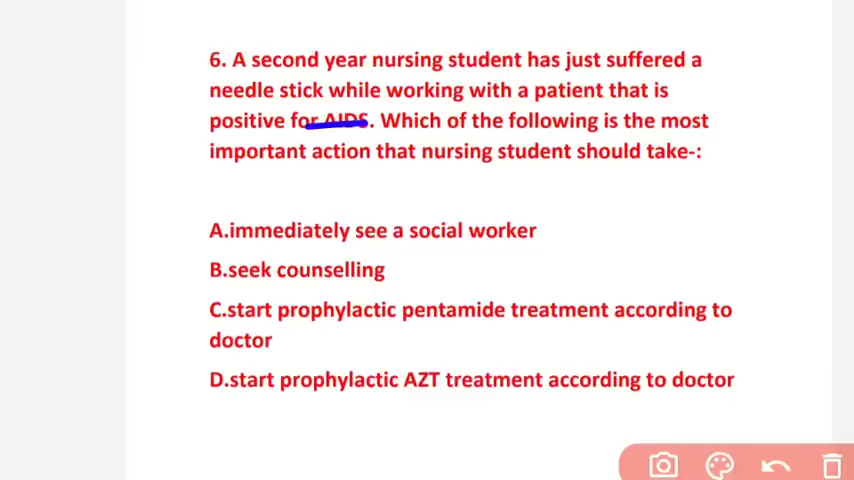 6. A second year nursing student has just suffered a
needle stick while working with a patient that is
positive for AIDS. Which of the following is the most
important action that nursing student should take-:
A.immediately see a social worker
B.seek counselling
C.start prophylactic pentamide treatment according to
doctor
D.start prophylactic AZT treatment according to doctor